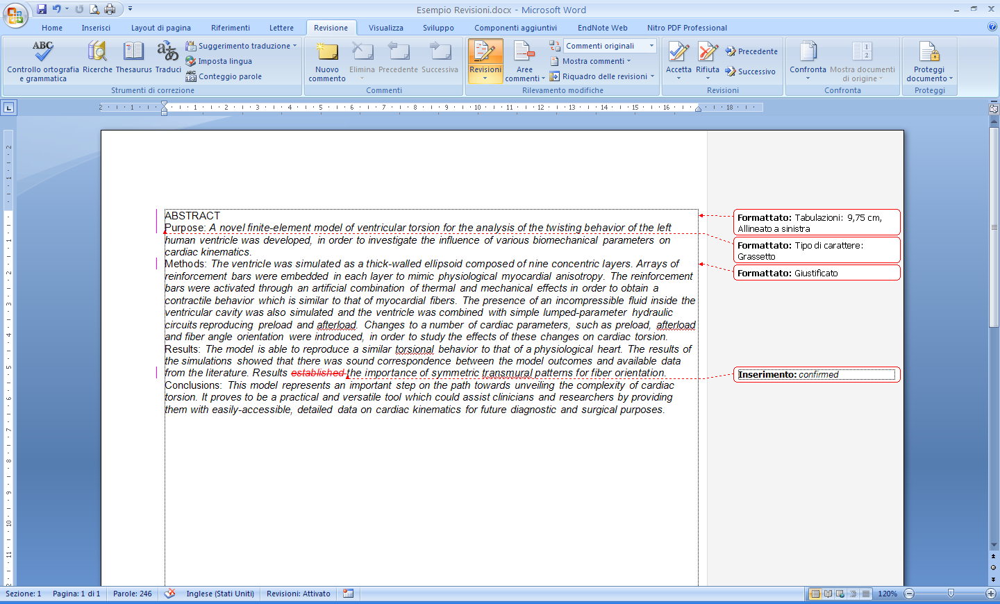 Esempio Revisioni.docx - Microsoft Word
Home Inserisci Layout di pagina Riferimenti Lettere Revisione Visualizza Sviluppo Componenti aggiuntivi EndNote Web Nitro PDF Professional
ABC
Controllo ortografia
e grammatica
Ricerche
Thesaurus
Traduci
Suggerimento traduzione
Imposta lingua
ABC
123
Conteggio parole
Strumenti di correzione
Nuovo
commento
Elimina
Precedente
Successiva
Commenti
Revisioni
Aree
commenti
Commenti originali
Mostra commenti
Riquadro delle revisioni
Rilevamento modifiche
Accetta
Rifiuta
Precedente
Successivo
Revisioni
Confronta
Mostra documenti
di origine
Confronta
Proteggi
documento
Proteggi
L
2 1 1 2 3 4 5 6 7 8 9 10 11 12 13 14 15 16 18
2
1
1
2
3
4
5
6
7
8
9
10
11
ABSTRACT
Purpose: A novel finite-element model of ventricular torsion for the analysis of the twisting behavior of the left
human ventricle was developed, in order to investigate the influence of various biomechanical parameters on
cardiac kinematics.
Methods: The ventricle was simulated as a thick-walled ellipsoid composed of nine concentric layers. Arrays of
reinforcement bars were embedded in each layer to mimic physiological myocardial anisotropy. The reinforcement
bars were activated through an artificial combination of thermal and mechanical effects in order to obtain a
contractile behavior which is similar to that of myocardial fibers. The presence of an incompressible fluid inside the
ventricular cavity was also simulated and the ventricle was combined with simple lumped-parameter hydraulic
circuits reproducing preload and afterload. Changes to a number of cardiac parameters, such as preload, afterload
and fiber angle orientation were introduced, in order to study the effects of these changes on cardiac torsion.
Results: The model is able to reproduce a similar torsional behavior to that of a physiological heart. The results of
the simulations showed that there was sound correspondence between the model outcomes and available data
from the literature. Results established the importance of symmetric transmural patterns for fiber orientation.
Conclusions: This model represents an important step on the path towards unveiling the complexity of cardiac
torsion. It proves to be a practical and versatile tool which could assist clinicians and researchers by providing
them with easily-accessible, detailed data on cardiac kinematics for future diagnostic and surgical purposes.
Formattato: Tabulazioni: 9,75 cm,
Allineato a sinistra
Formattato: Tipo di carattere:
Grassetto
Formattato: Giustificato
Inserimento: confirmed
Sezione: 1 Pagina: 1 di 1 Parole: 246 Inglese (Stati Uniti) Revisioni: Attivato 120%